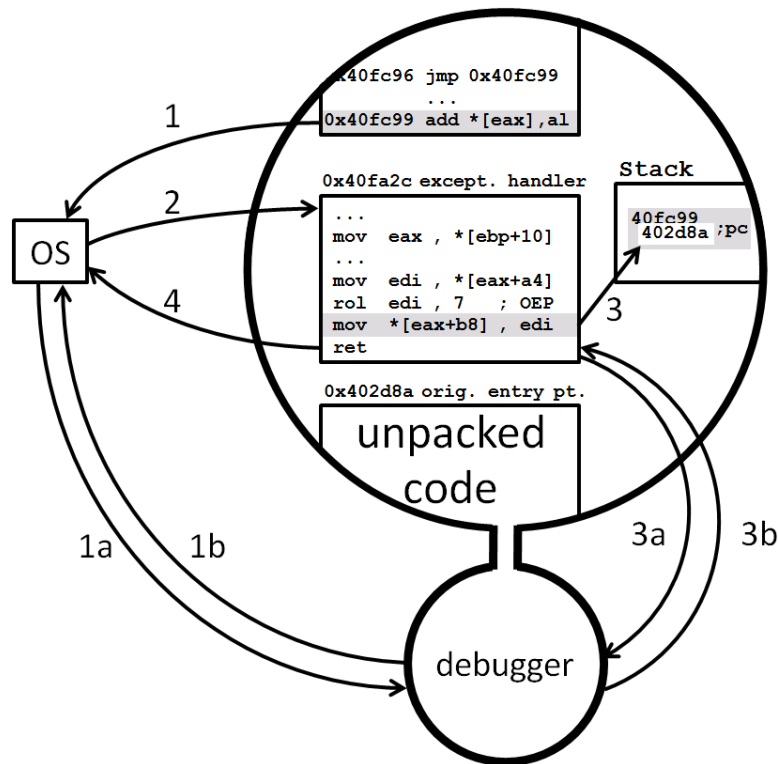 x40fc96 jmp 0x40fc99
...
0x40fc99 add *[eax],al
1
0x40fa2c except. handler
Stack
2
...
mov eax , *[ebp+10]
...
mov edi , *[eax+a4]
rol edi , 7 ; OEP
mov *[eax+b8] , edi
ret
40fc99
402d8a ;pc
OS
3
4
0x402d8a orig. entry pt.
unpacked
code
1a
1b
3a
3b
debugger